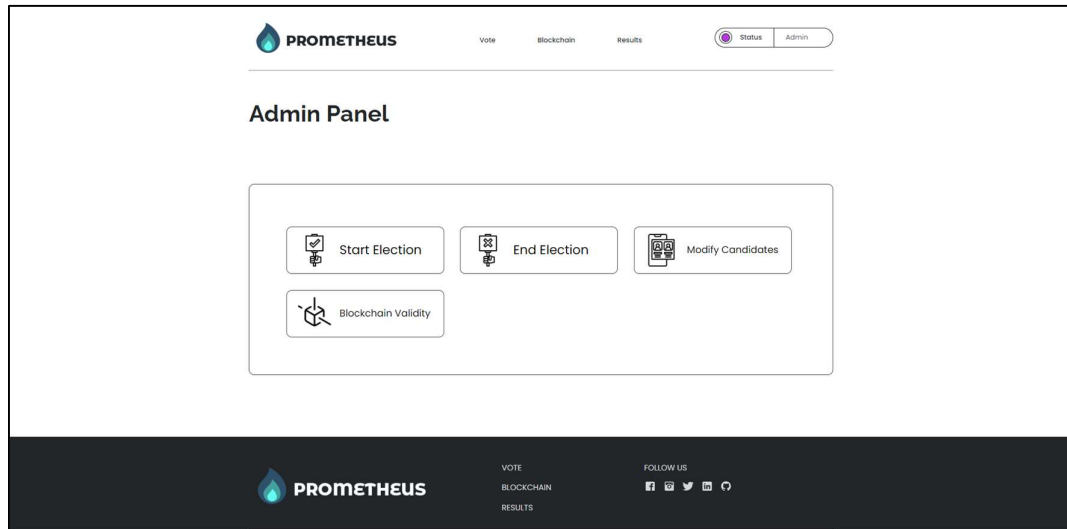 PROMETHEUS
Vote Blockchain Results Status Admin
Admin Panel
Start Election End Election Modify Candidates
Blockchain Validity
PROMETHEUS
VOTE
BLOCKCHAIN
RESULTS
FOLLOW US